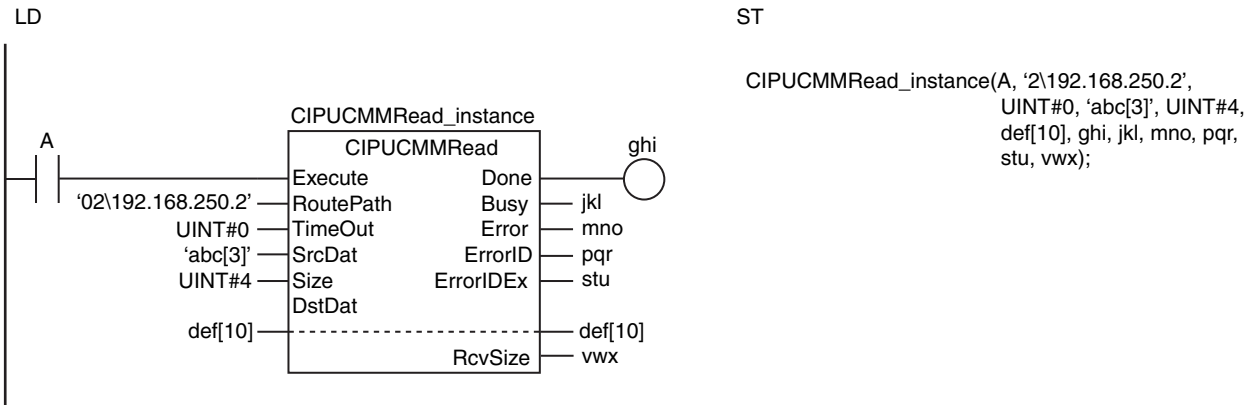 LD
ST
CIPUCMMRead_instance(A, ‘2\192.168.250.2’,
UINT#0, ‘abc[3]’, UINT#4,
def[10], ghi, jkl, mno, pqr,
stu, vwx);
CIPUCMMRead_instance
A
CIPUCMMRead
ghi
Execute Done
‘02\192.168.250.2’ RoutePath Busy jkl
UINT#0 TimeOut Error mno
‘abc[3]’ SrcDat ErrorID pqr
UINT#4 Size ErrorIDEx stu
DstDat
def[10] def[10]
RcvSize vwx